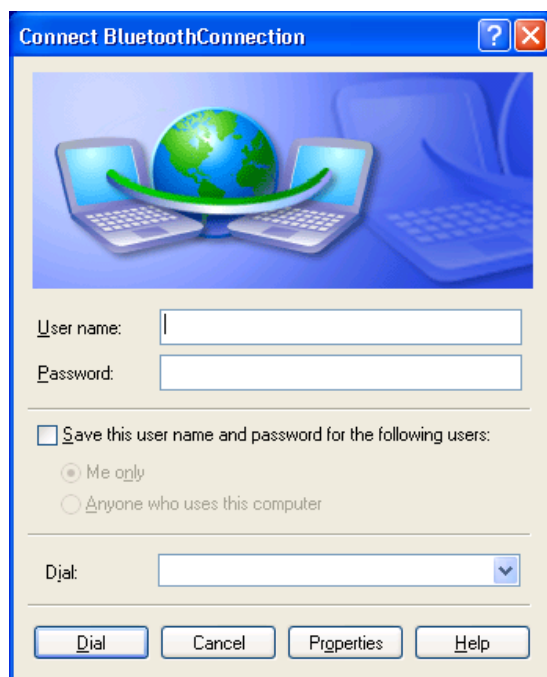 Connect BluetoothConnection
User name:
Password:
Save this user name and password for the following users:
Me only
Anyone who uses this computer
Dial:
Dial Cancel Properties Help